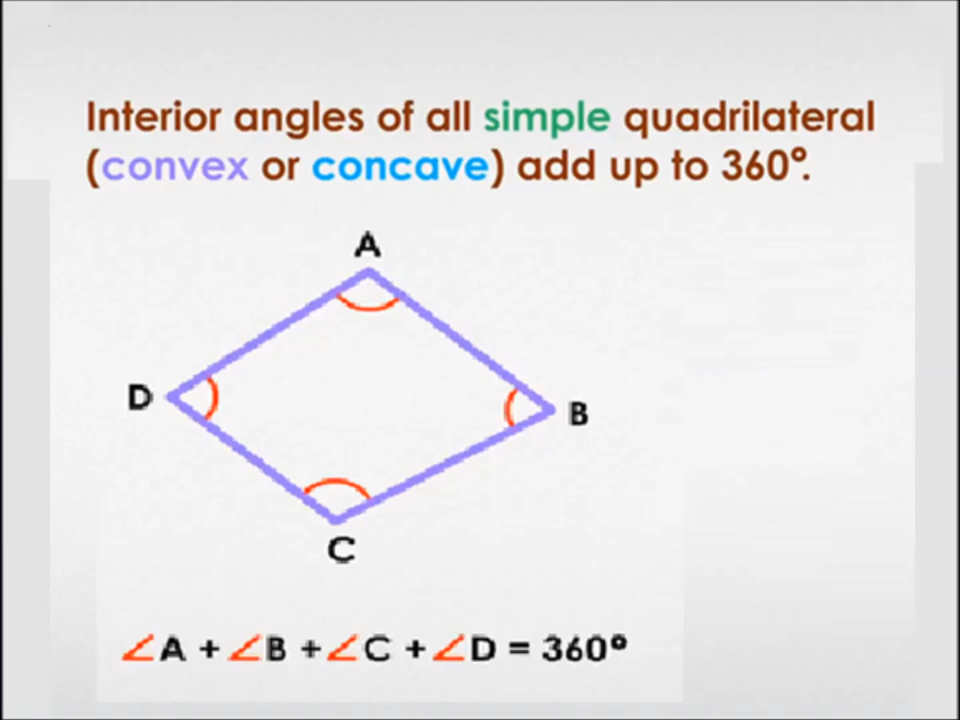 Interior angles of all simple quadrilateral
(convex or concave) add up to 360°.
A
D
B
C
∠A + ∠B + ∠C + ∠D = 360°